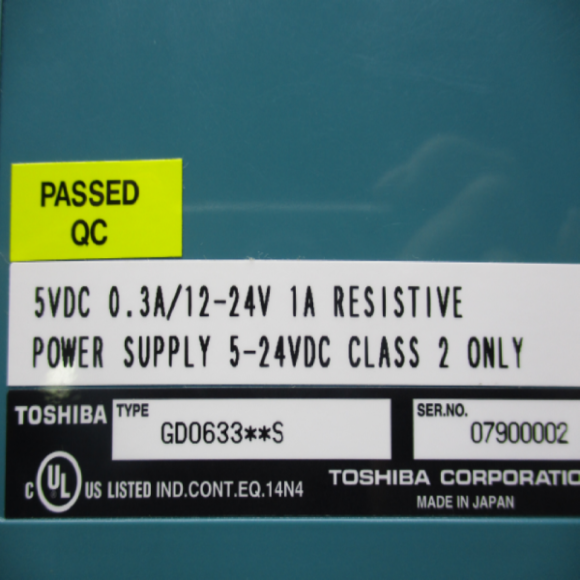 PASSED
QC
5VDC 0.3A/12-24V 1A RESISTIVE
POWER SUPPLY 5-24VDC CLASS 2 ONLY
TOSHIBA TYPE GD0633**S SER.NO. 07900002
C UL US LISTED IND.CONT.EQ.14N4
TOSHIBA CORPORATIO
MADE IN JAPAN